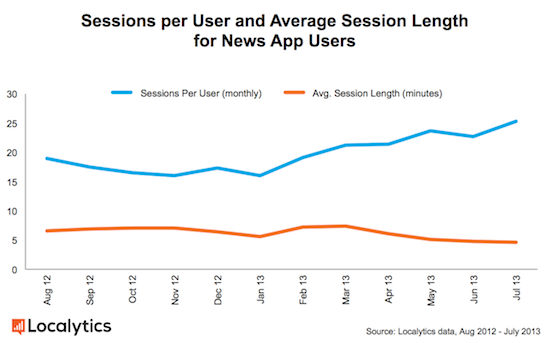 Sessions per User and Average Session Length
for News App Users
Sessions Per User (monthly)
Avg. Session Length (minutes)
30
25
20
15
10
5
0
Aug 12
Sep 12
Oct 12
Nov 12
Dec 12
Jan 13
Feb 13
Mar 13
Apr 13
May 13
Jun 13
Jul 13
Localytics
Source: Localytics data, Aug 2012 - July 2013